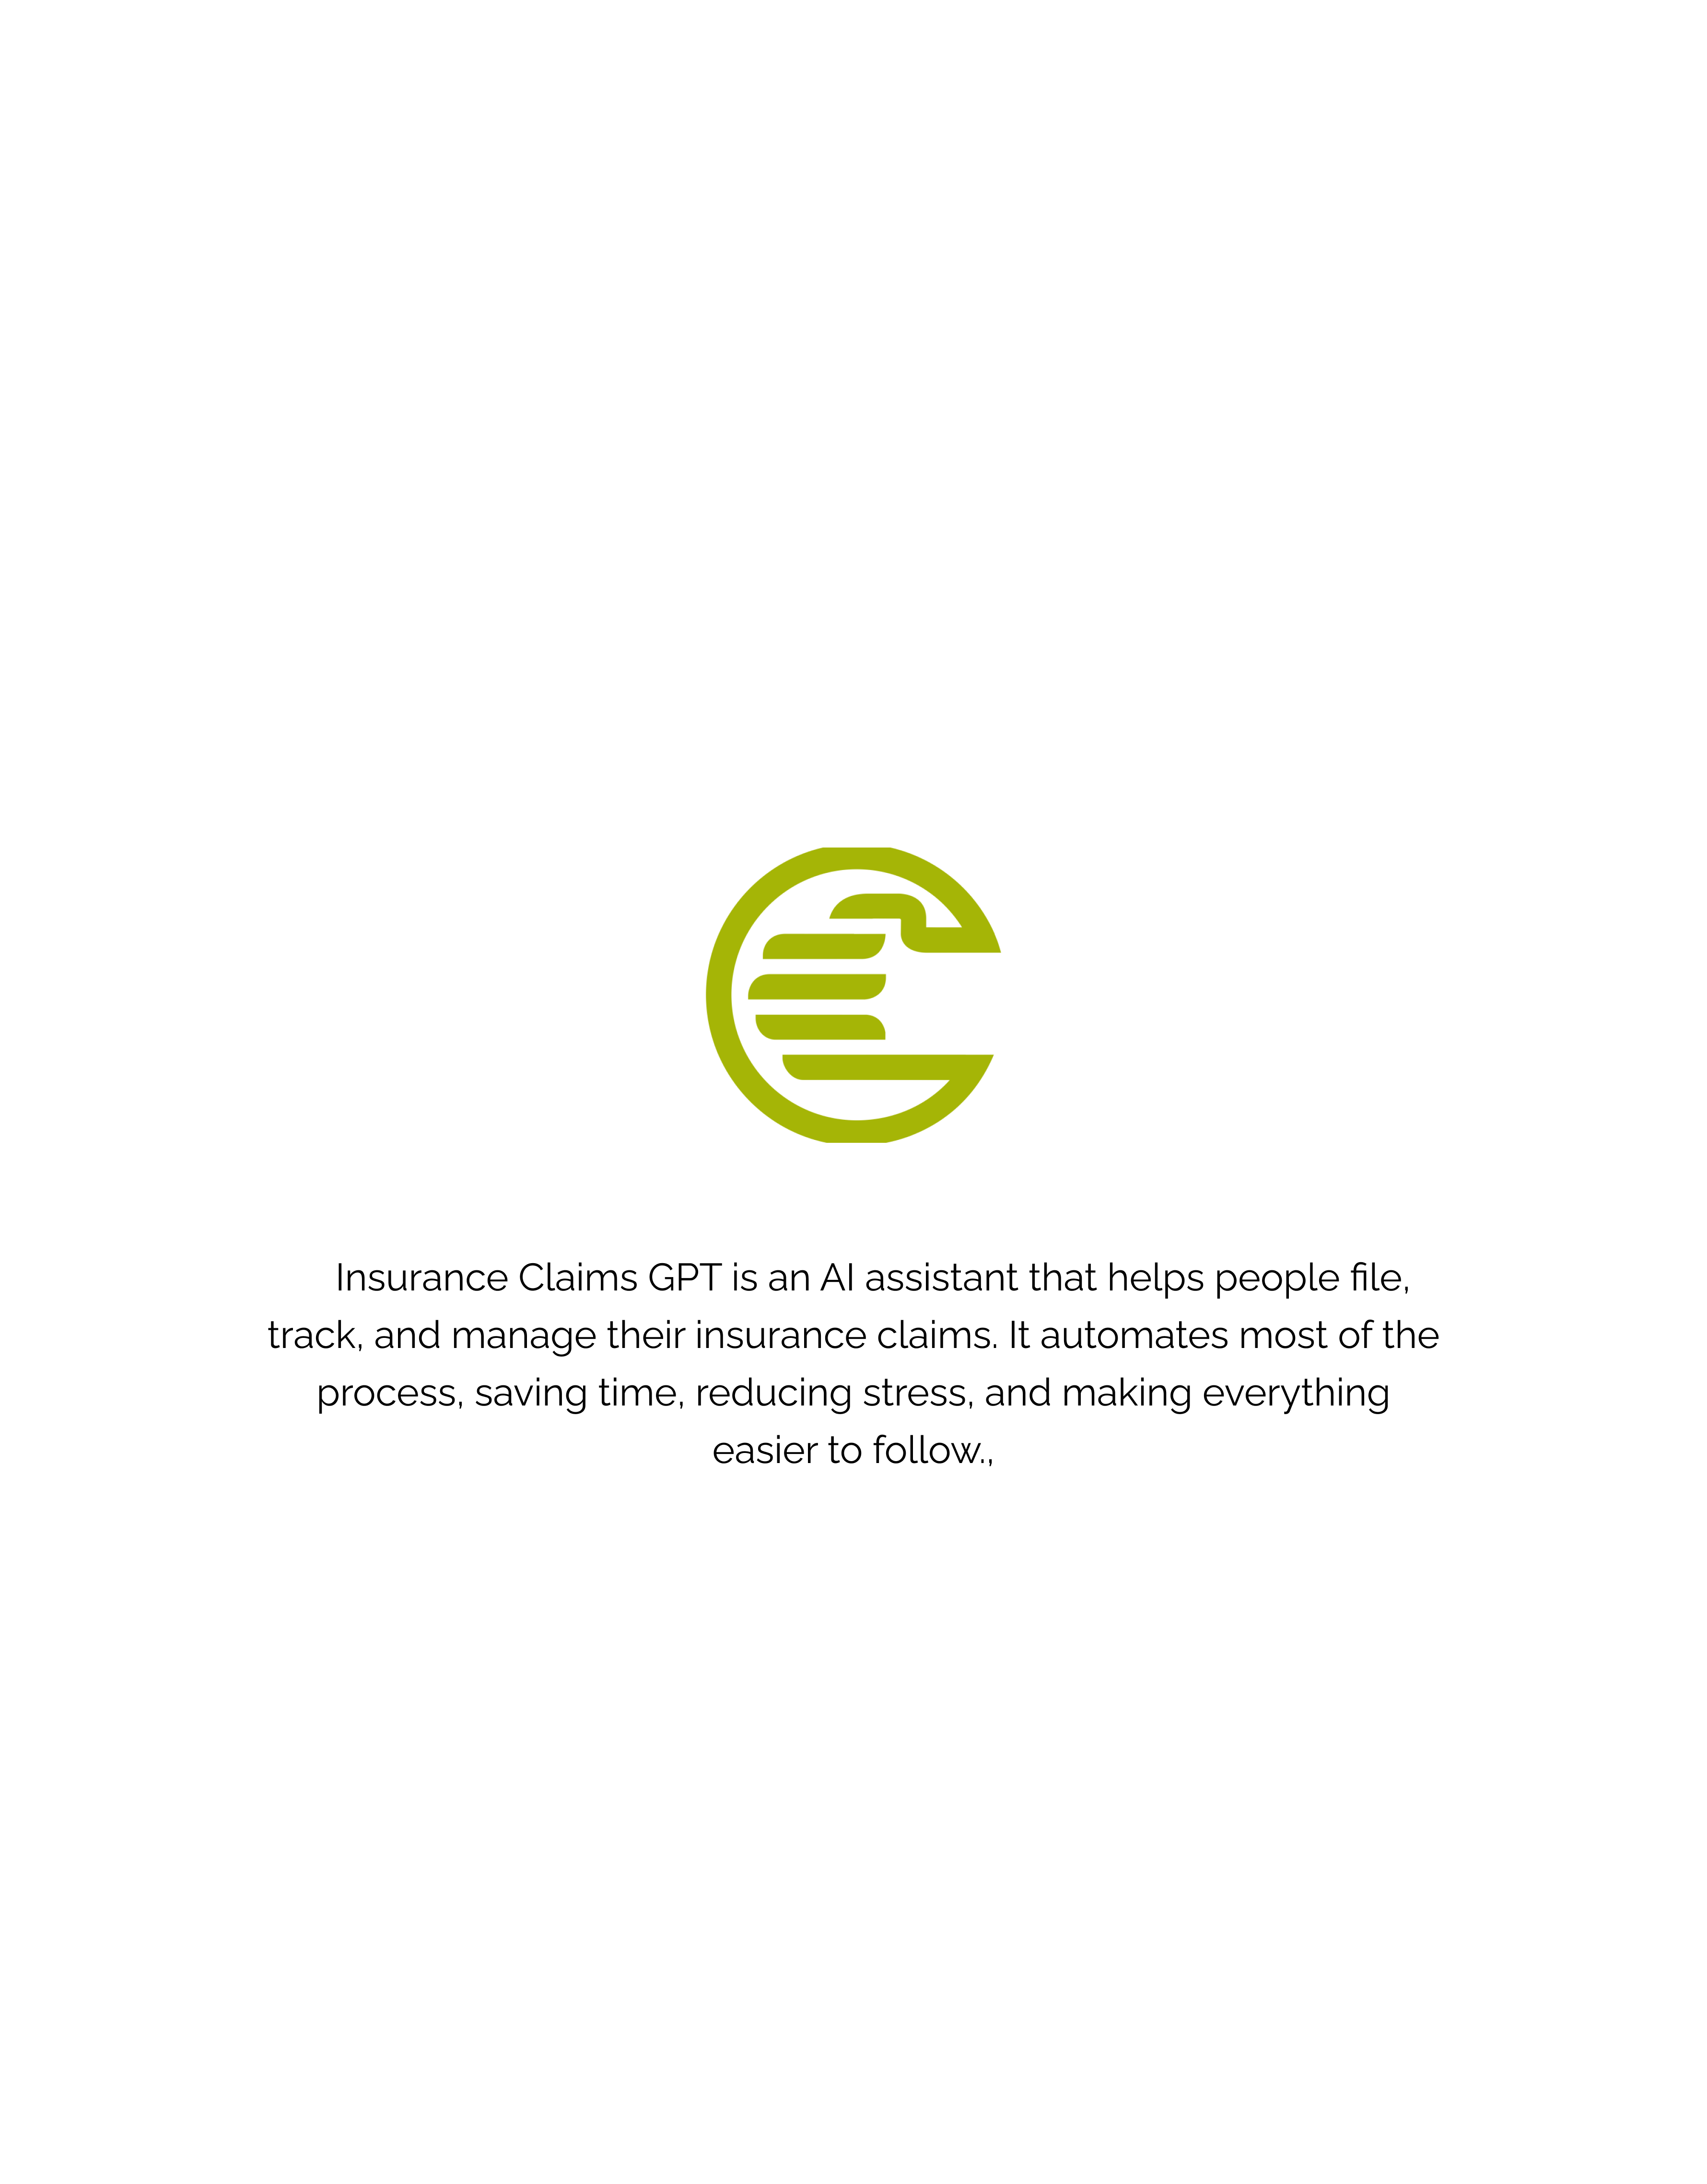 Insurance Claims GPT is an AI assistant that helps people file,
track, and manage their insurance claims. It automates most of the
process, saving time, reducing stress, and making everything
easier to follow.,